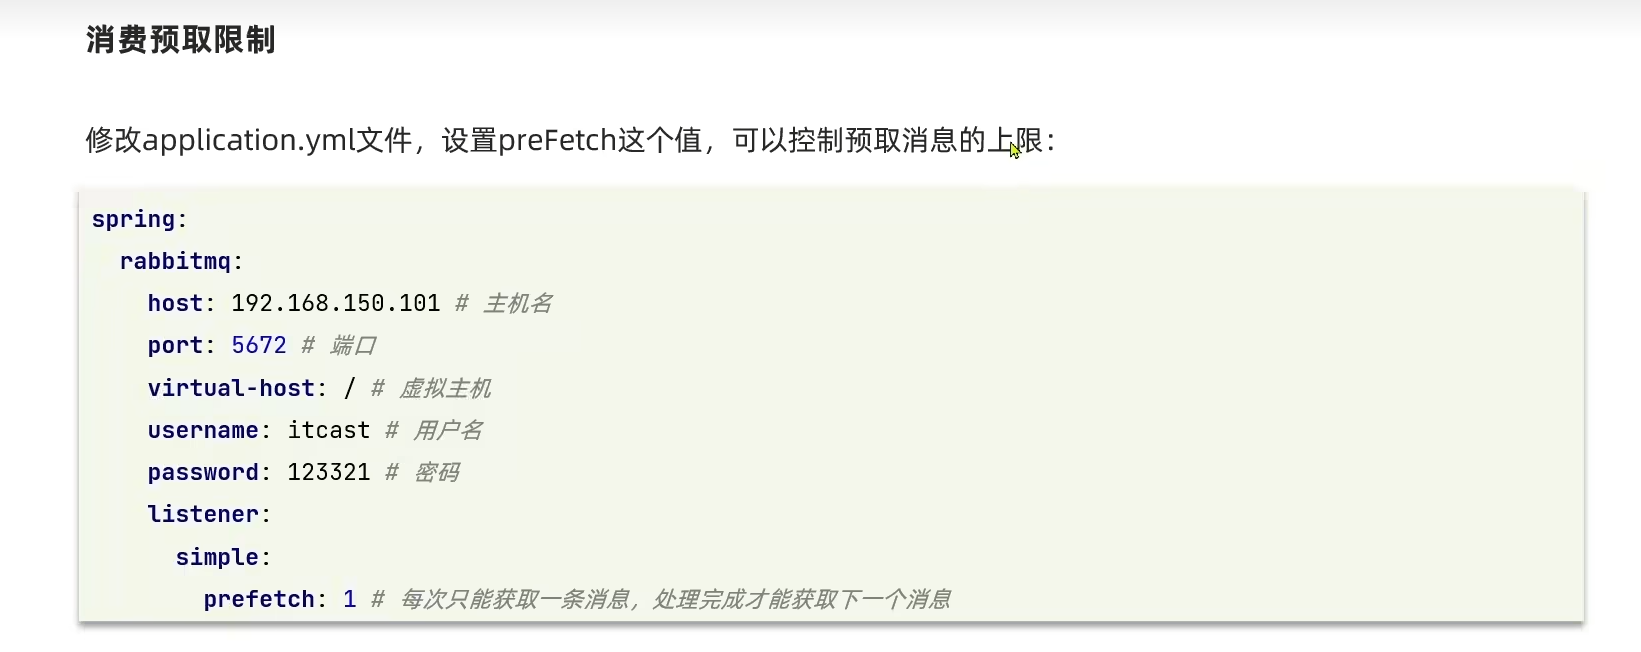 消费预取限制
修改application.yml文件，设置preFetch这个值，可以控制预取消息的上限：
spring:
  rabbitmq:
    host: 192.168.150.101 # 主机名
    port: 5672 # 端口
    virtual-host: / # 虚拟主机
    username: itcast # 用户名
    password: 123321 # 密码
    listener:
      simple:
        prefetch: 1 # 每次只能获取一条消息，处理完成才能获取下一个消息